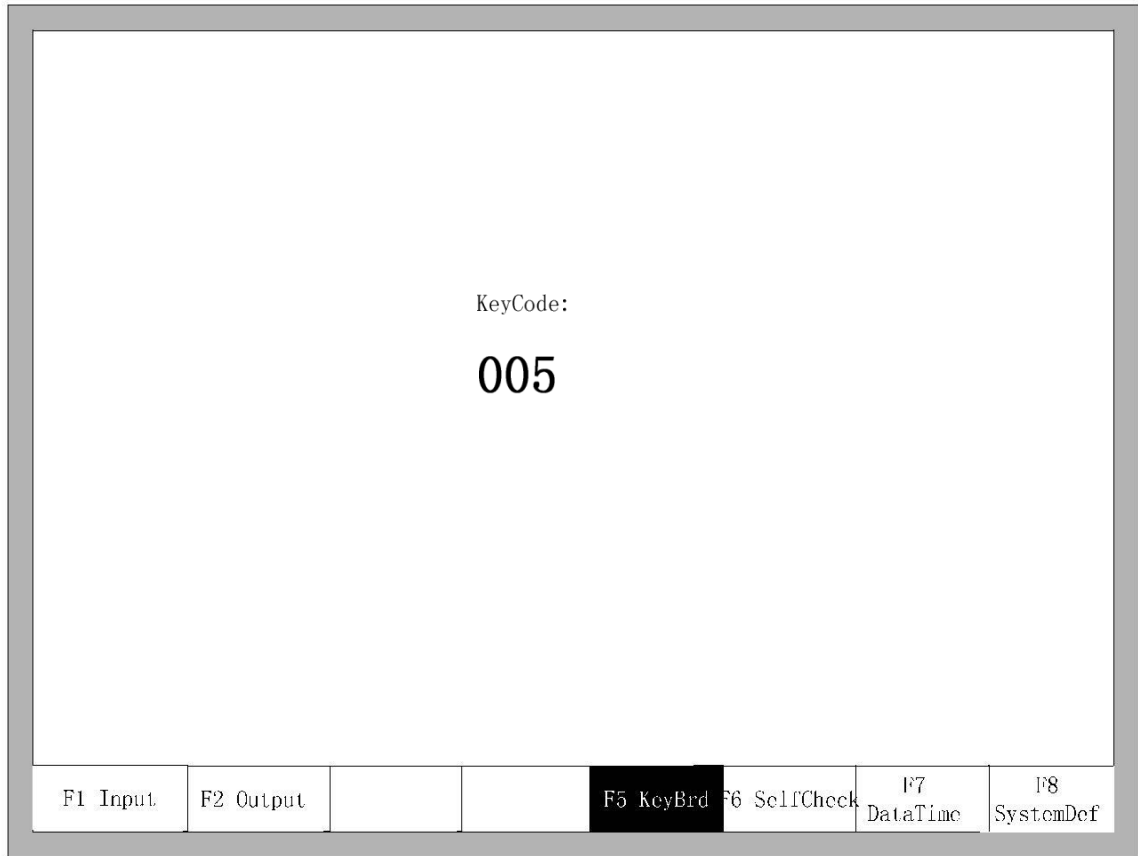 KeyCode:
005
F1 Input
F2 Output
F5 KeyBrd
F6 SelfCheck
F7
DataTime
F8
SystemDef